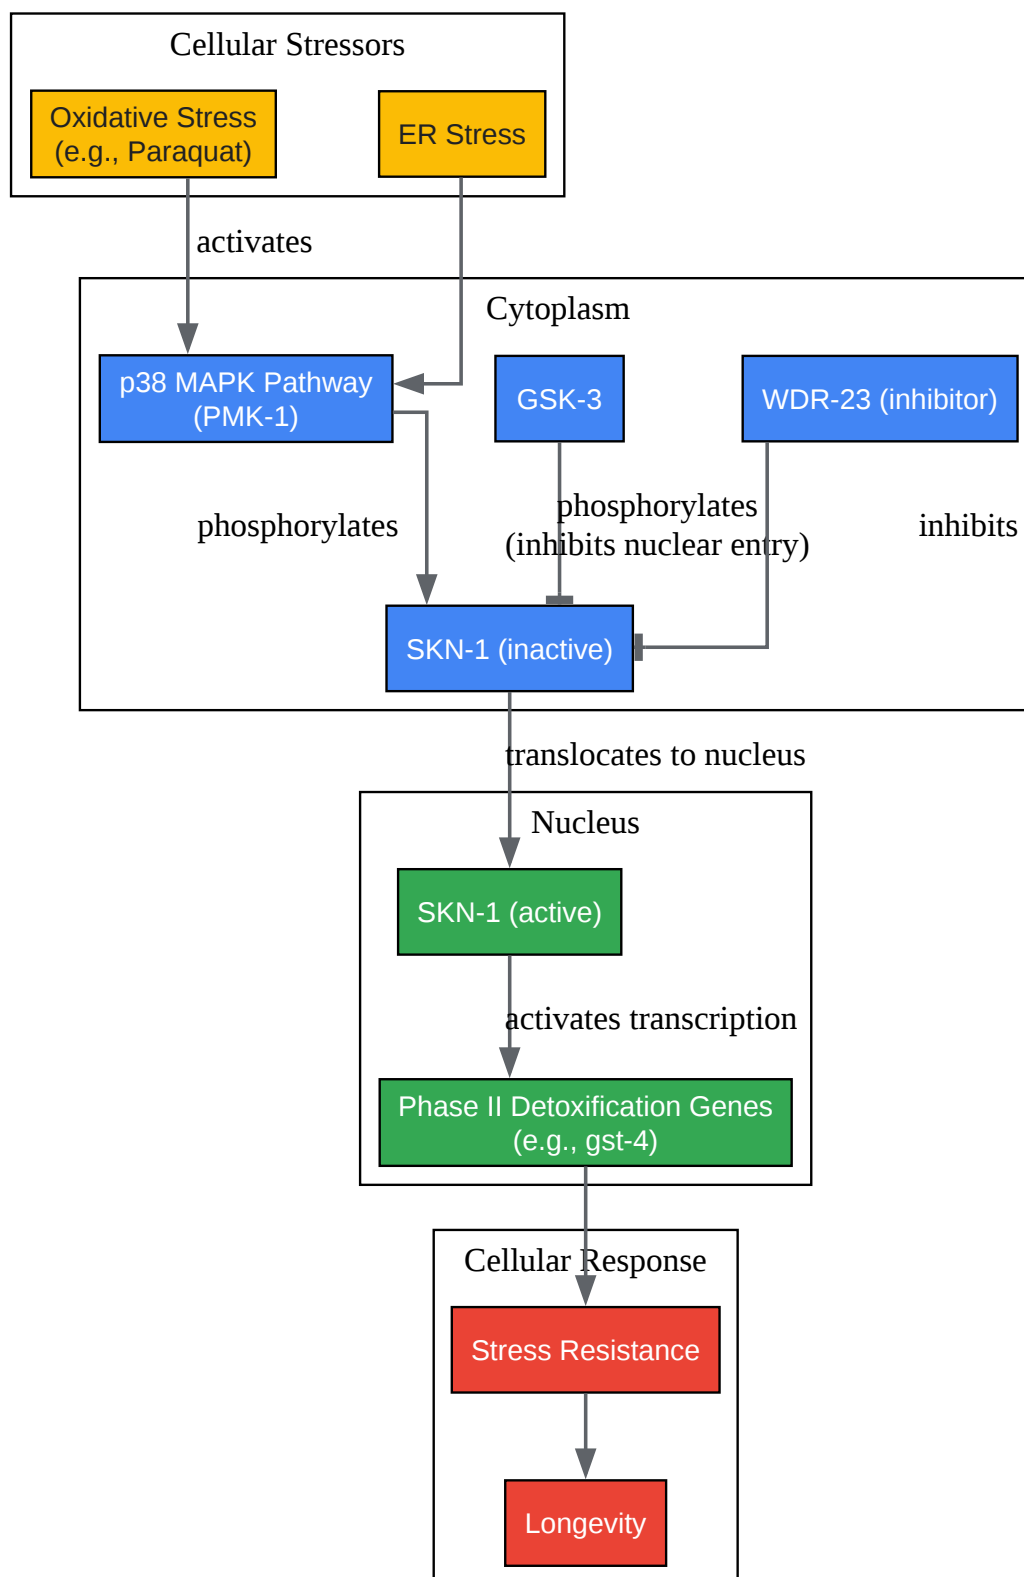 Cellular Stressors
Oxidative Stress
(e.g., Paraquat)
ER Stress
activates
Cytoplasm
p38 MAPK Pathway
(PMK-1)
GSK-3
WDR-23 (inhibitor)
phosphorylates
phosphorylates
(inhibits nuclear entry)
inhibits
SKN-1 (inactive)
translocates to nucleus
Nucleus
SKN-1 (active)
activates transcription
Phase II Detoxification Genes
(e.g., gst-4)
Cellular Response
Stress Resistance
Longevity